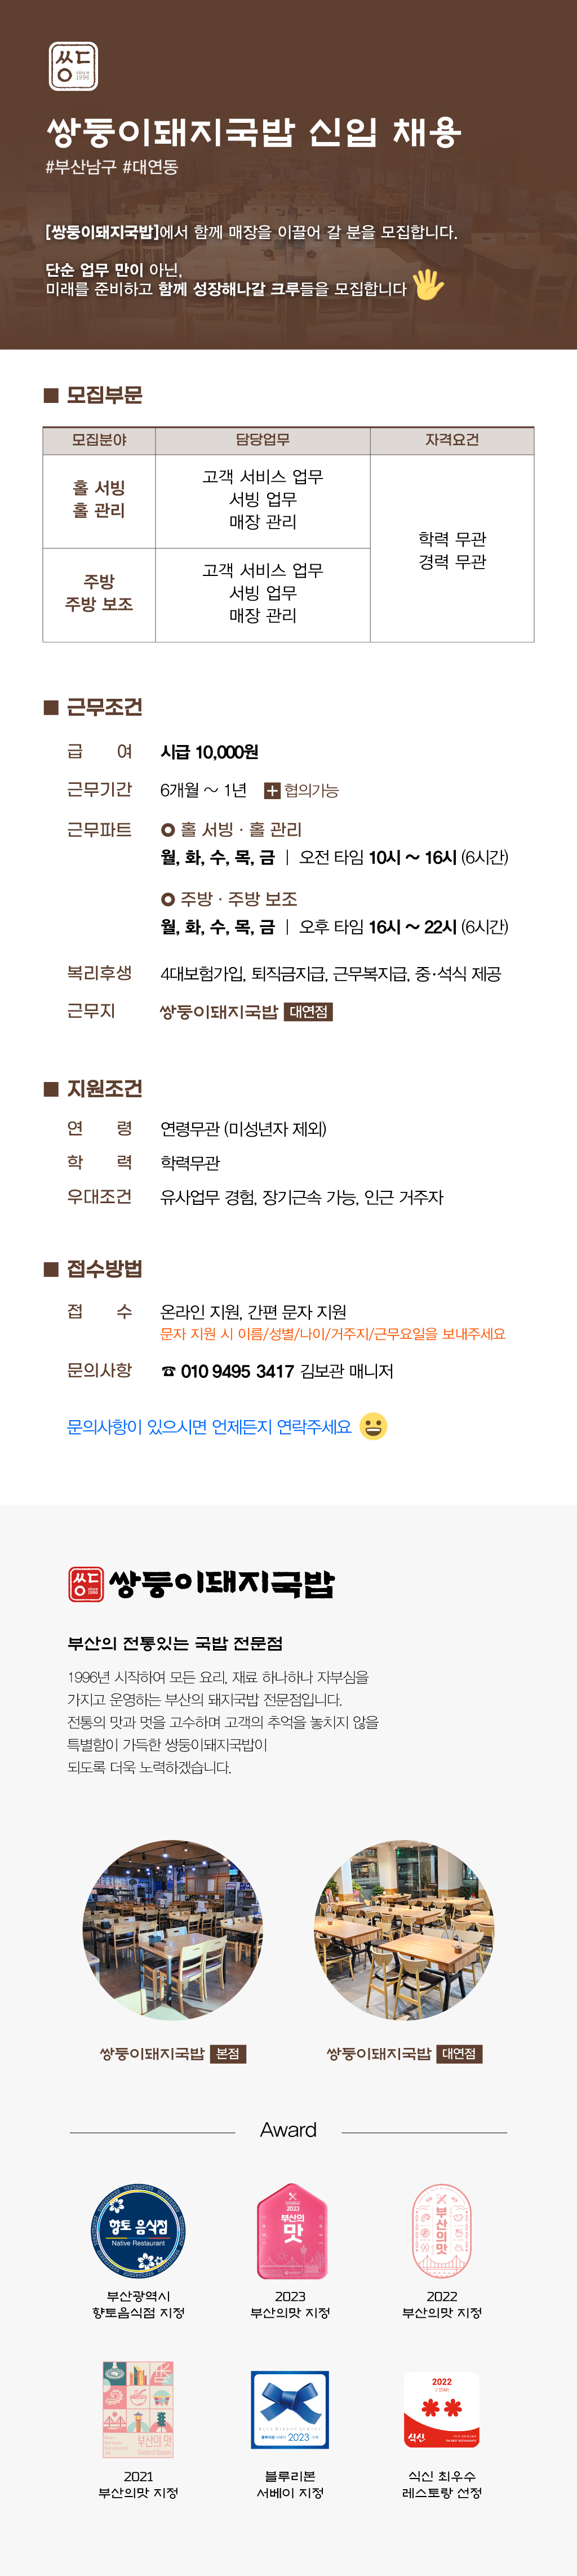 쌍둥
since
1996
쌍둥이돼지국밥 신입 채용
#부산남구 #대연동
[쌍둥이돼지국밥]에서 함께 매장을 이끌어 갈 분을 모집합니다.
단순 업무 만이 아닌,
미래를 준비하고 함께 성장해나갈 크루들을 모집합니다
■ 모집부문
모집분야 담당업무 자격요건
홀 서빙
홀 관리
고객 서비스 업무
서빙 업무
매장 관리
학력 무관
경력 무관
주방
주방 보조
고객 서비스 업무
서빙 업무
매장 관리
■ 근무조건
급 여 시급 10,000원
근무기간 6개월 ~ 1년 + 협의가능
근무파트 홀 서빙 · 홀 관리
월, 화, 수, 목, 금 | 오전 타임 10시 ~ 16시 (6시간)
주방 · 주방 보조
월, 화, 수, 목, 금 | 오후 타임 16시 ~ 22시 (6시간)
복리후생 4대보험가입, 퇴직금지급, 근무복지급, 중·석식 제공
근무지 쌍둥이돼지국밥 대연점
■ 지원조건
연 령 연령무관 (미성년자 제외)
학 력 학력무관
우대조건 유사업무 경험, 장기근속 가능, 인근 거주자
■ 접수방법
접 수 온라인 지원, 간편 문자 지원
문자 지원 시 이름/성별/나이/거주지/근무요일을 보내주세요
문의사항 ☎ 010 9495 3417 김보관 매니저
문의사항이 있으시면 언제든지 연락주세요
쌍둥이돼지국밥
부산의 전통있는 국밥 전문점
1996년 시작하여 모든 요리, 재료 하나하나 자부심을
가지고 운영하는 부산의 돼지국밥 전문점입니다.
전통의 맛과 멋을 고수하며 고객의 추억을 놓치지 않을
특별함이 가득한 쌍둥이돼지국밥이
되도록 더욱 노력하겠습니다.
쌍둥이돼지국밥 본점
쌍둥이돼지국밥 대연점
Award
향토 음식점
Native Restaurant
부산광역시
향토음식점 지정
2023
부산의
맛
2023
부산의맛 지정
부산의맛
2022
부산의맛 지정
부산의맛
Taste of Busan
2021
부산의맛 지정
BLUE RIBBON SURVEY
2023
블루리본
서베이 지정
2022
2 STAR
식신
THE BEST RESTAURANTS
식신 최우수
레스토랑 선정